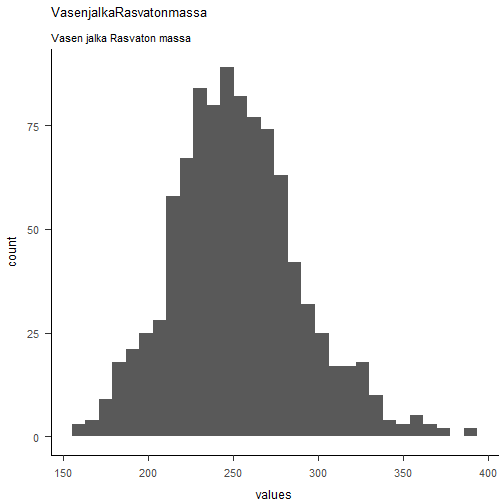 VasenjalkaRasvatonmassa
Vasen jalka Rasvaton massa
75
50
25
0
count
150 200 250 300 350 400
values